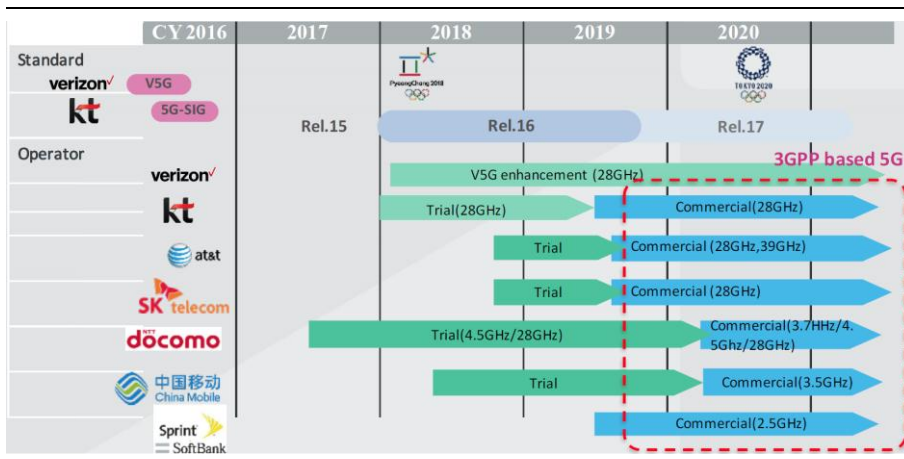 CY 2016 2017 2018 2019 2020
Standard
verizon✓ V5G
PyeongChang 2018
TOKYO 2020
kt 5G-SIG
Rel.15 Rel.16 Rel.17
Operator
3GPP based 5G
verizon✓ V5G enhancement (28GHz)
kt Trial(28GHz) Commercial(28GHz)
at&t Trial Commercial (28GHz,39GHz)
SK telecom Trial Commercial (28GHz)
NTT
döcomo Trial(4.5GHz/28GHz) Commercial(3.7HHz/4.
5Ghz/28GHz)
中国移动
China Mobile Trial Commercial(3.5GHz)
Sprint Commercial(2.5GHz)
SoftBank